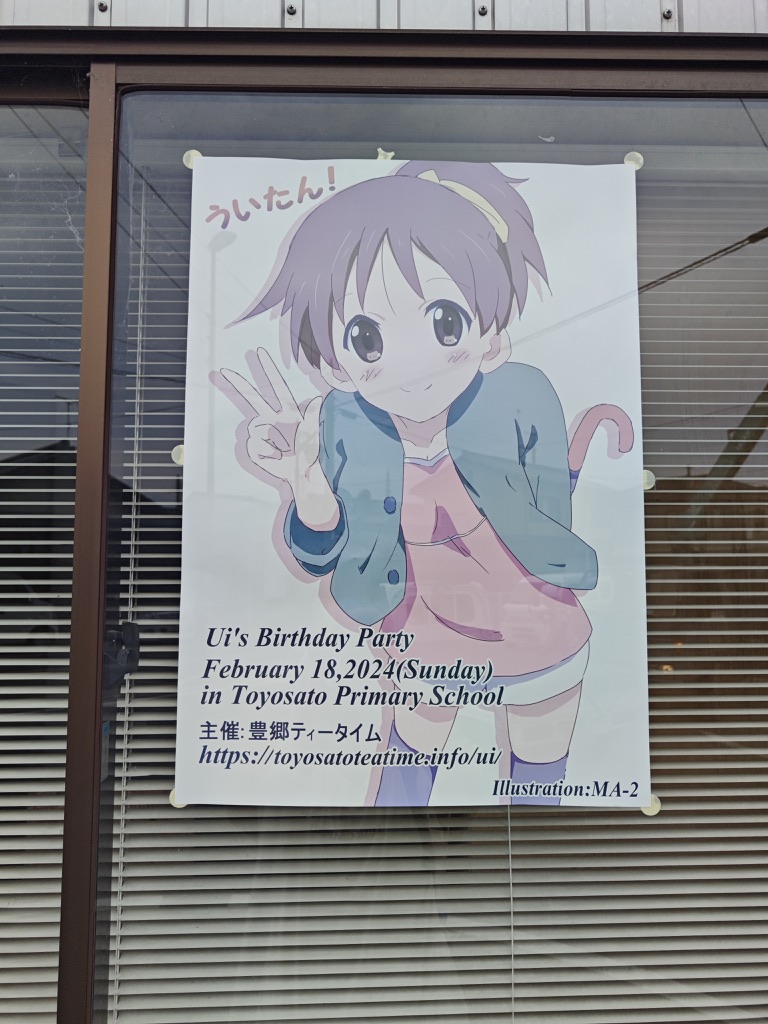 ういたん!
Ui's Birthday Party
February 18,2024(Sunday)
in Toyosato Primary School
主催:豊郷ティータイム
https://toyosatoteatime.info/ui/
Illustration:MA-2